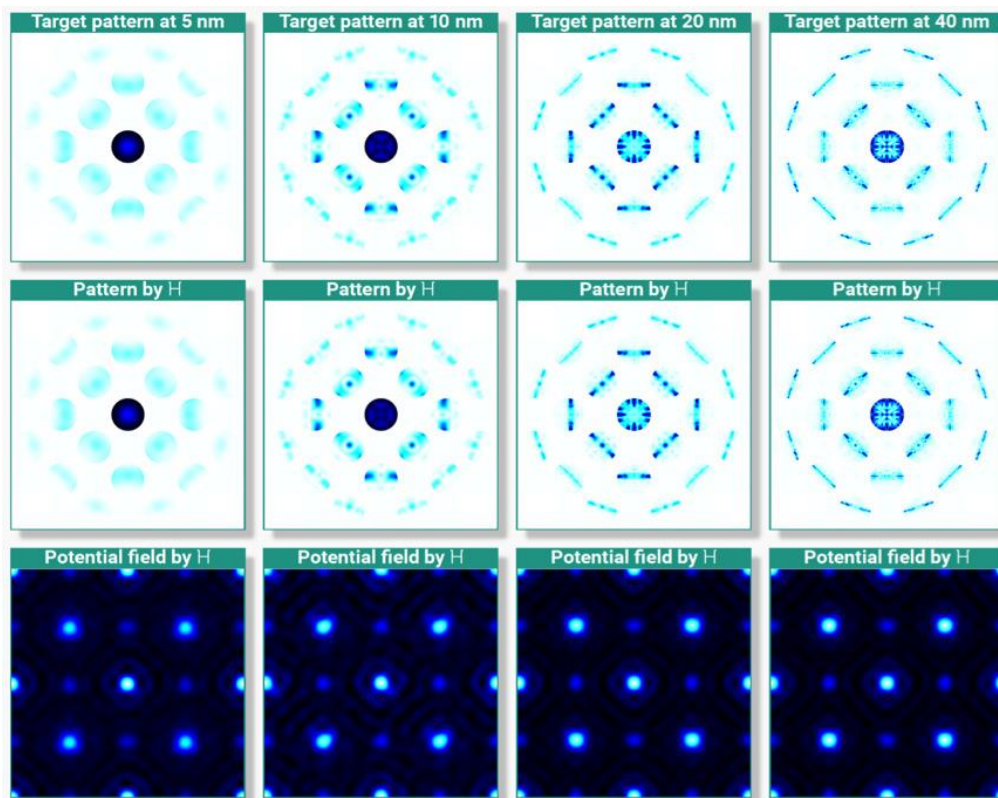 Target pattern at 5 nm
Target pattern at 10 nm
Target pattern at 20 nm
Target pattern at 40 nm
Pattern by H
Pattern by H
Pattern by H
Pattern by H
Potential field by H
Potential field by H
Potential field by H
Potential field by H